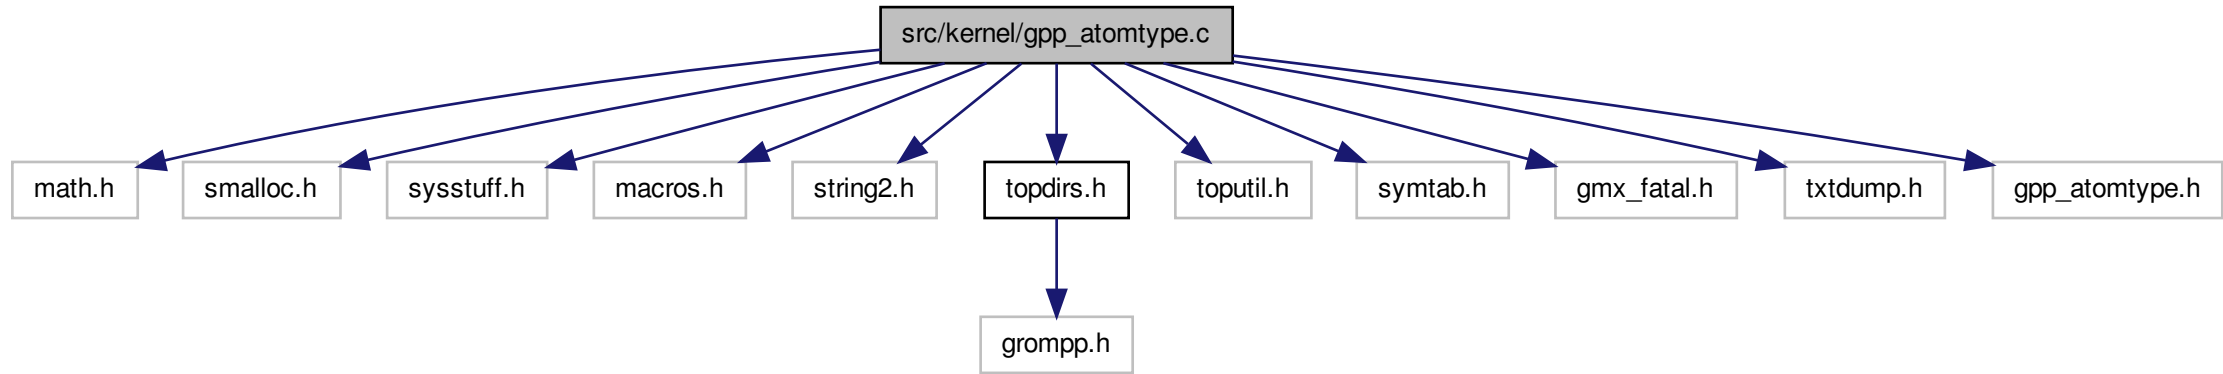 src/kernel/gpp_atomtype.c
math.h
smalloc.h
sysstuff.h
macros.h
string2.h
topdirs.h
toputil.h
symtab.h
gmx_fatal.h
txtdump.h
gpp_atomtype.h
grompp.h